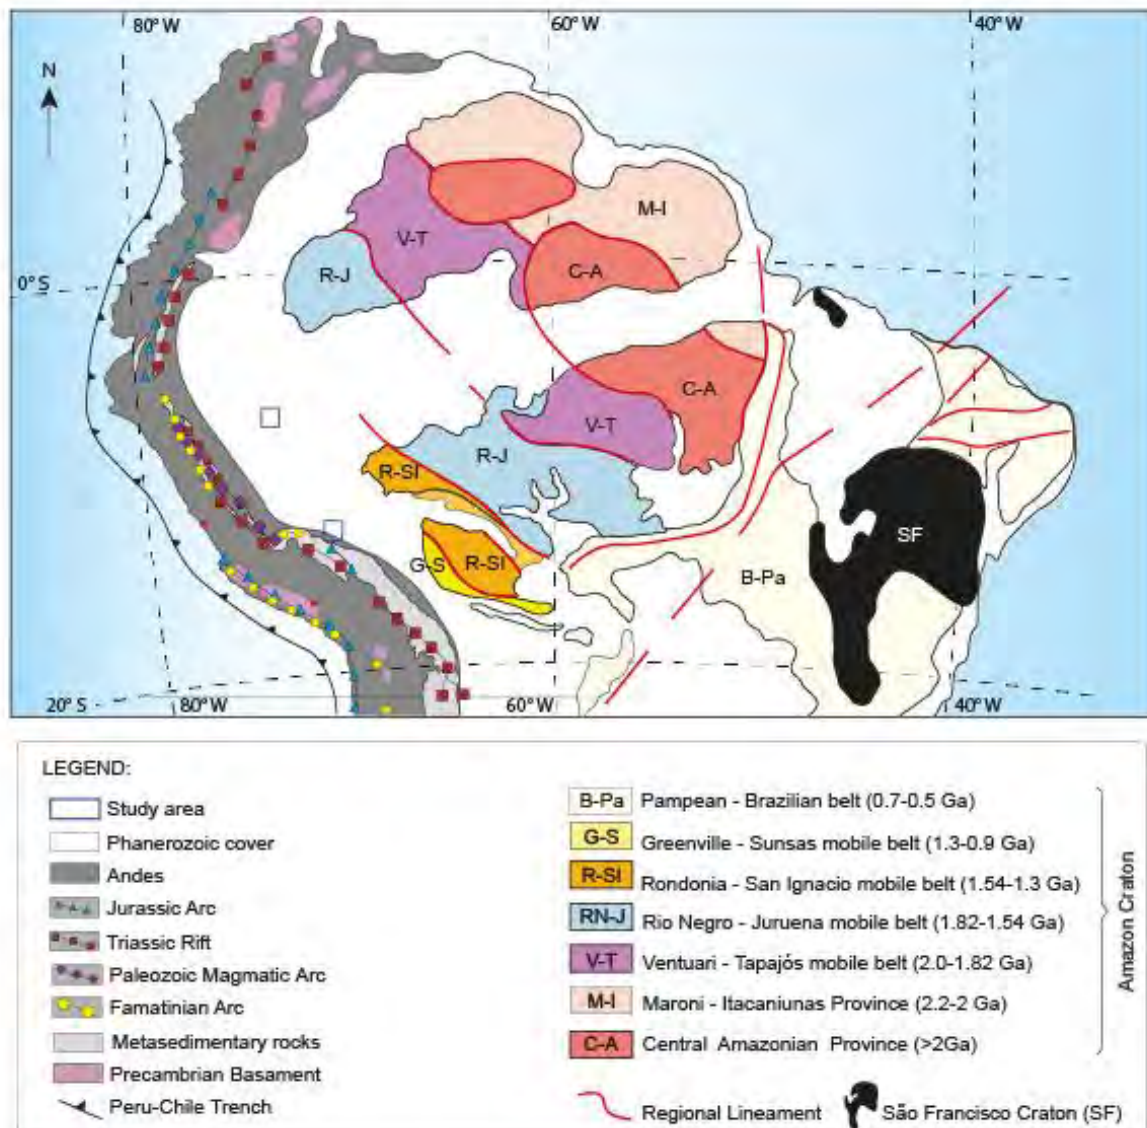 80° W 60° W 40° W
N
M-I
V-T
R-J
C-A
0° S
C-A
V-T
R-J
R-SI
SF
G-S
R-SI
B-Pa
20° S 80°W 60° W 40° W
LEGEND:
Study area
Phanerozoic cover
Andes
Jurassic Arc
Triassic Rift
Paleozoic Magmatic Arc
Famatinian Arc
Metasedimentary rocks
Precambrian Basament
Peru-Chile Trench
B-Pa Pampean - Brazilian belt (0.7-0.5 Ga)
G-S Greenville - Sunsas mobile belt (1.3-0.9 Ga)
R-SI Rondonia - San Ignacio mobile belt (1.54-1.3 Ga)
RN-J Rio Negro - Juruena mobile belt (1.82-1.54 Ga)
V-T Ventuari - Tapajós mobile belt (2.0-1.82 Ga)
M-I Maroni - Itacaniunas Province (2.2-2 Ga)
C-A Central Amazonian Province (>2Ga)
Amazon Craton
Regional Lineament
São Francisco Craton (SF)